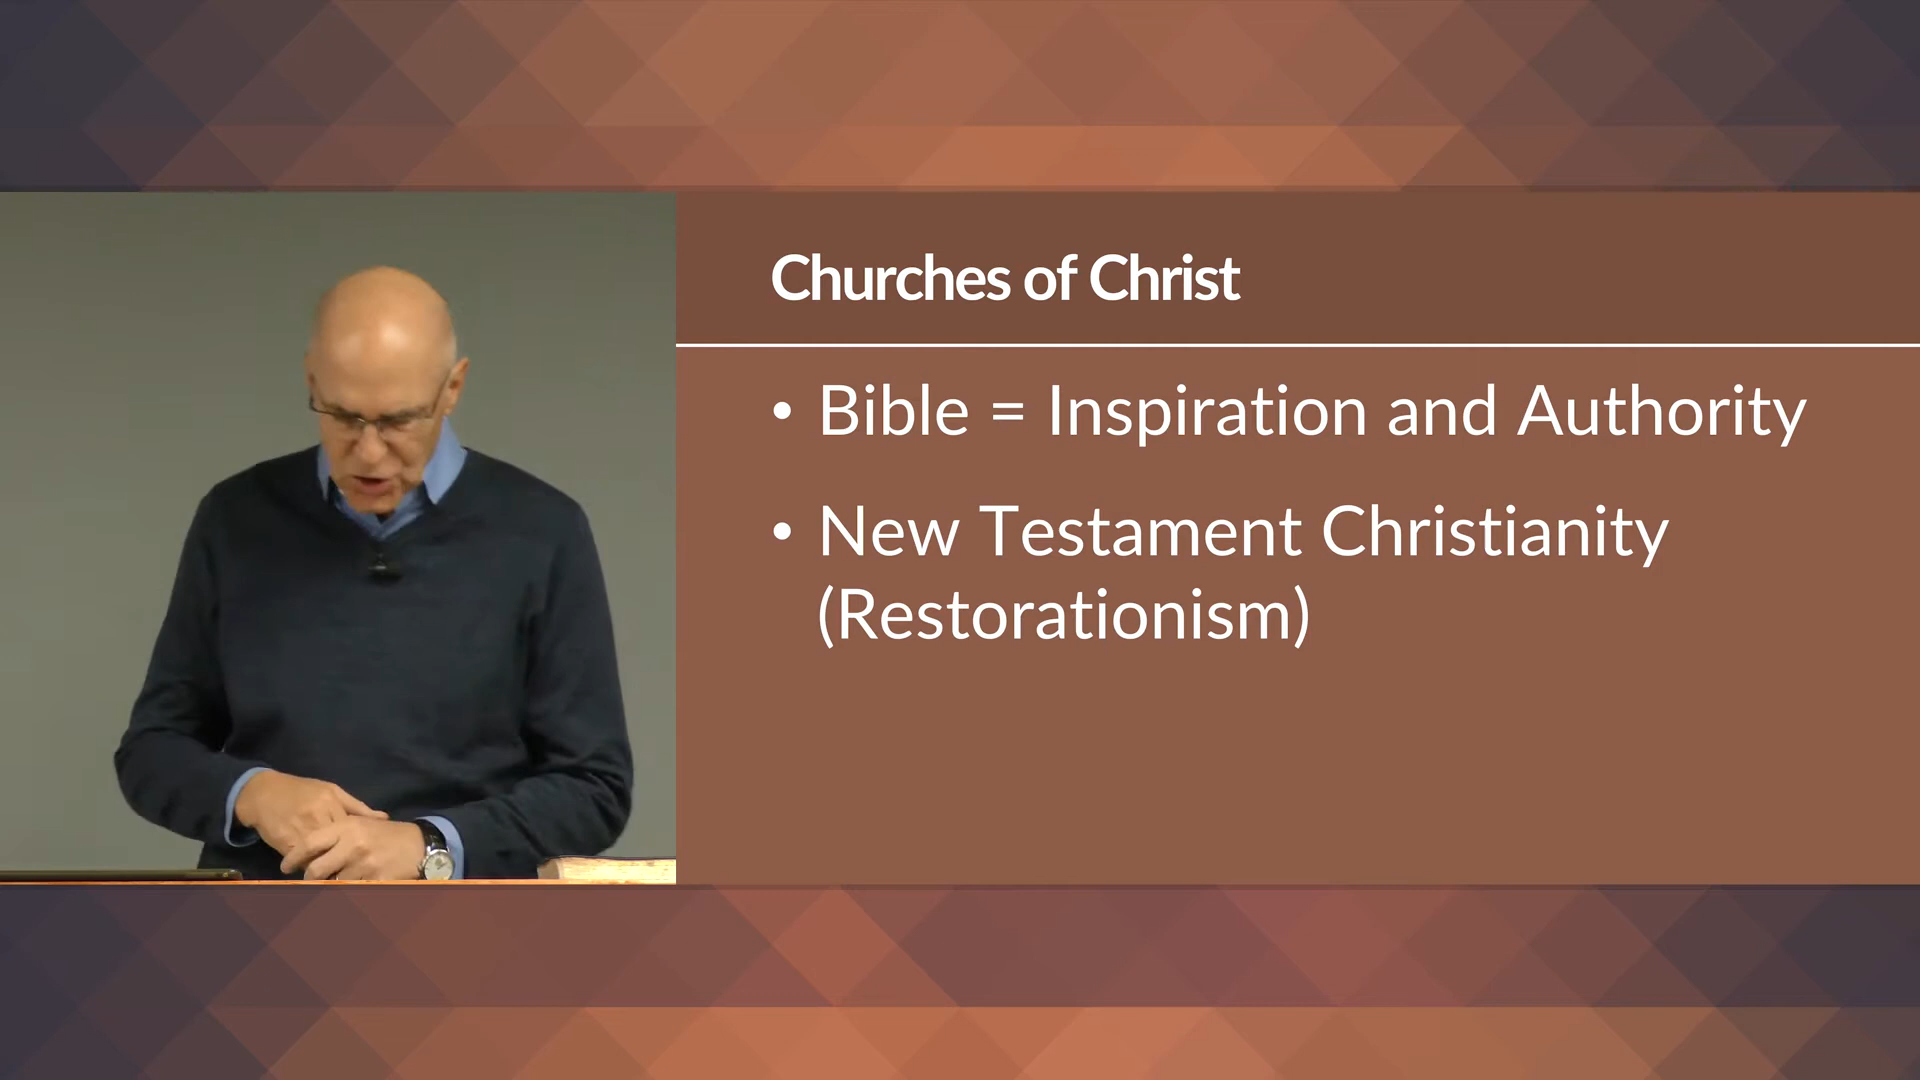 Churches of Christ
• Bible = Inspiration and Authority
• New Testament Christianity
(Restorationism)